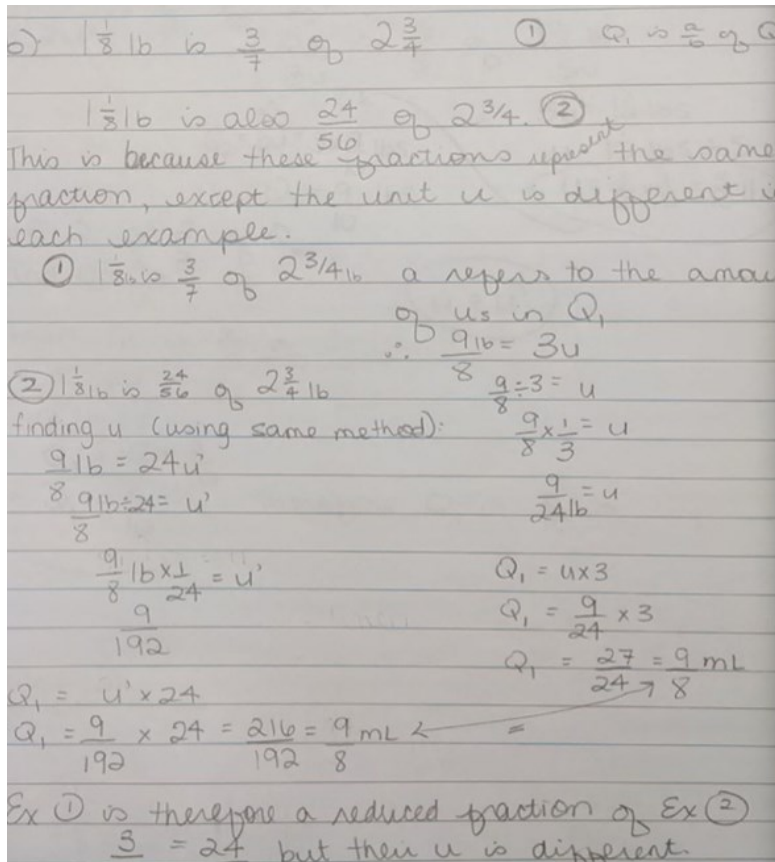 b) 1 1/8 lb is 3/7 of 2 3/4 ① Q₁ is a/b of Q
1 1/8 lb is also 24/56 of 2 3/4. ②
This is because these fractions represent the same
fraction, except the unit u is different i
each example.
① 1 1/8 lb is 3/7 of 2 3/4 lb a refers to the amou
of us in Q₁
∴ 9/8 lb = 3u
② 1 1/8 lb is 24/56 of 2 3/4 lb
9/8 ÷ 3 = u
finding u (using same method):
9/8 × 1/3 = u
9/8 lb = 24u'
9/24 lb = u
9/8 lb ÷ 24 = u'
9/8 lb × 1/24 = u'
Q₁ = u × 3
9/192
Q₁ = 9/24 × 3
Q₁ = 27/24 = 9/8 mL
Q₁ = u' × 24
Q₁ = 9/192 × 24 = 216/192 = 9/8 mL =
Ex ① is therefore a reduced fraction of Ex ②
3 = 24 but their u is different.